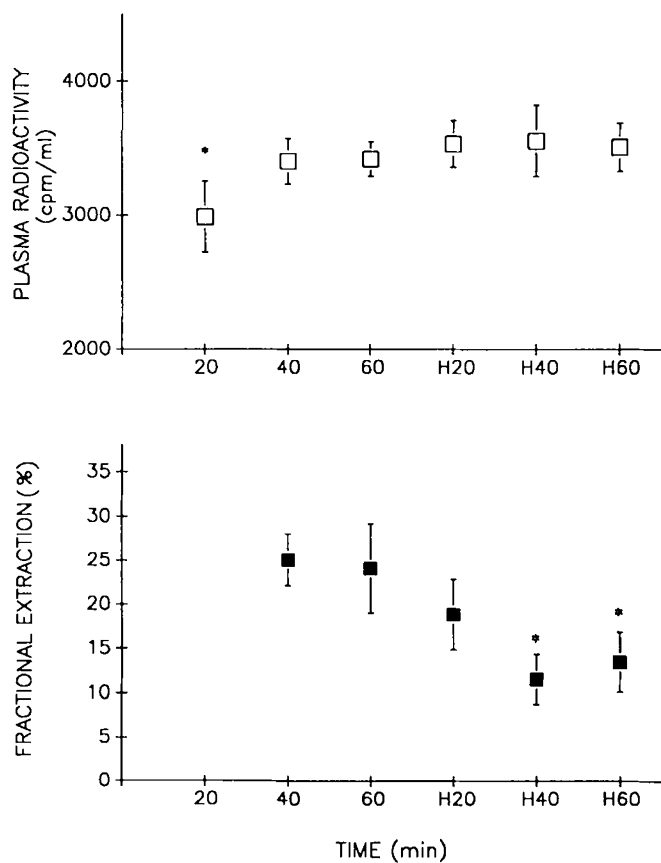 PLASMA RADIOACTIVITY
(cpm/ml)
4000
*
3000
2000
20 40 60 H20 H40 H60
FRACTIONAL EXTRACTION (%)
35
30
25
20
* *
15
10
5
0
20 40 60 H20 H40 H60
TIME (min)